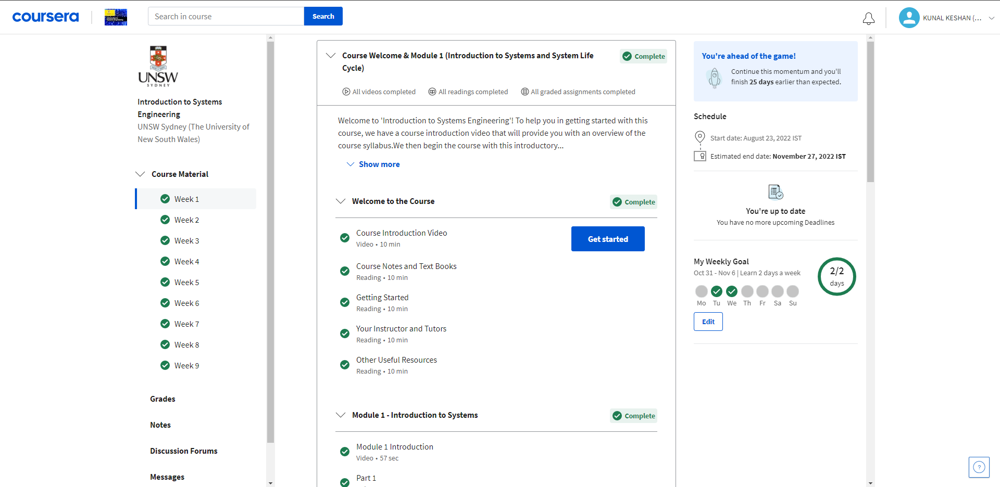 coursera
Search in course
Search
KUNAL KESHAN (...
UNSW
SYDNEY
Introduction to Systems
Engineering
UNSW Sydney (The University of
New South Wales)
Course Material
Week 1
Week 2
Week 3
Week 4
Week 5
Week 6
Week 7
Week 8
Week 9
Grades
Notes
Discussion Forums
Messages
Course Welcome & Module 1 (Introduction to Systems and System Life
Cycle)
Complete
All videos completed
All readings completed
All graded assignments completed
Welcome to 'Introduction to Systems Engineering'! To help you in getting started with this
course, we have a course introduction video that will provide you with an overview of the
course syllabus.We then begin the course with this introductory...
Show more
Welcome to the Course
Complete
Course Introduction Video
Video • 10 min
Get started
Course Notes and Text Books
Reading • 10 min
Getting Started
Reading • 10 min
Your Instructor and Tutors
Reading • 10 min
Other Useful Resources
Reading • 10 min
Module 1 - Introduction to Systems
Complete
Module 1 Introduction
Video • 57 sec
Part 1
You're ahead of the game!
Continue this momentum and you'll
finish 25 days earlier than expected.
Schedule
Start date: August 23, 2022 IST
Estimated end date: November 27, 2022 IST
You're up to date
You have no more upcoming Deadlines
My Weekly Goal
Oct 31 - Nov 6 | Learn 2 days a week
2/2
days
Mo Tu We Th Fr Sa Su
Edit
?